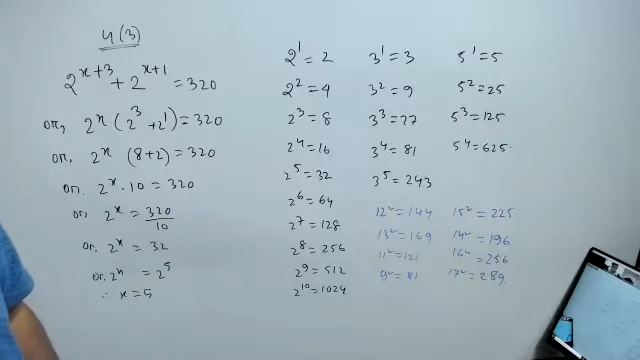 4(3)
2^{x+3} + 2^{x+1} = 320
or, 2^x (2^3 + 2^1) = 320
or, 2^x (8+2) = 320
or. 2^x . 10 = 320
or, 2^x = 320/10
or. 2^x = 32
or. 2^x = 2^5
∴ x = 5
2^1 = 2
2^2 = 4
2^3 = 8
2^4 = 16
2^5 = 32
2^6 = 64
2^7 = 128
2^8 = 256
2^9 = 512
2^10 = 1024
3^1 = 3
3^2 = 9
3^3 = 27
3^4 = 81
3^5 = 243
5^1 = 5
5^2 = 25
5^3 = 125
5^4 = 625
12^2 = 144
13^2 = 169
11^2 = 121
9^2 = 81
15^2 = 225
14^2 = 196
16^2 = 256
17^2 = 289